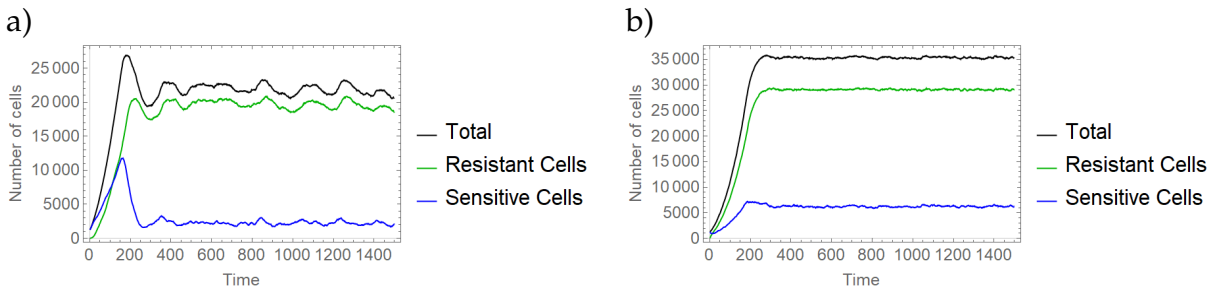 a)
Number of cells
25 000
20 000
15 000
10 000
5000
0
0 200 400 600 800 1000 1200 1400
Time
Total
Resistant Cells
Sensitive Cells
b)
Number of cells
35 000
30 000
25 000
20 000
15 000
10 000
5000
0
0 200 400 600 800 1000 1200 1400
Time
Total
Resistant Cells
Sensitive Cells